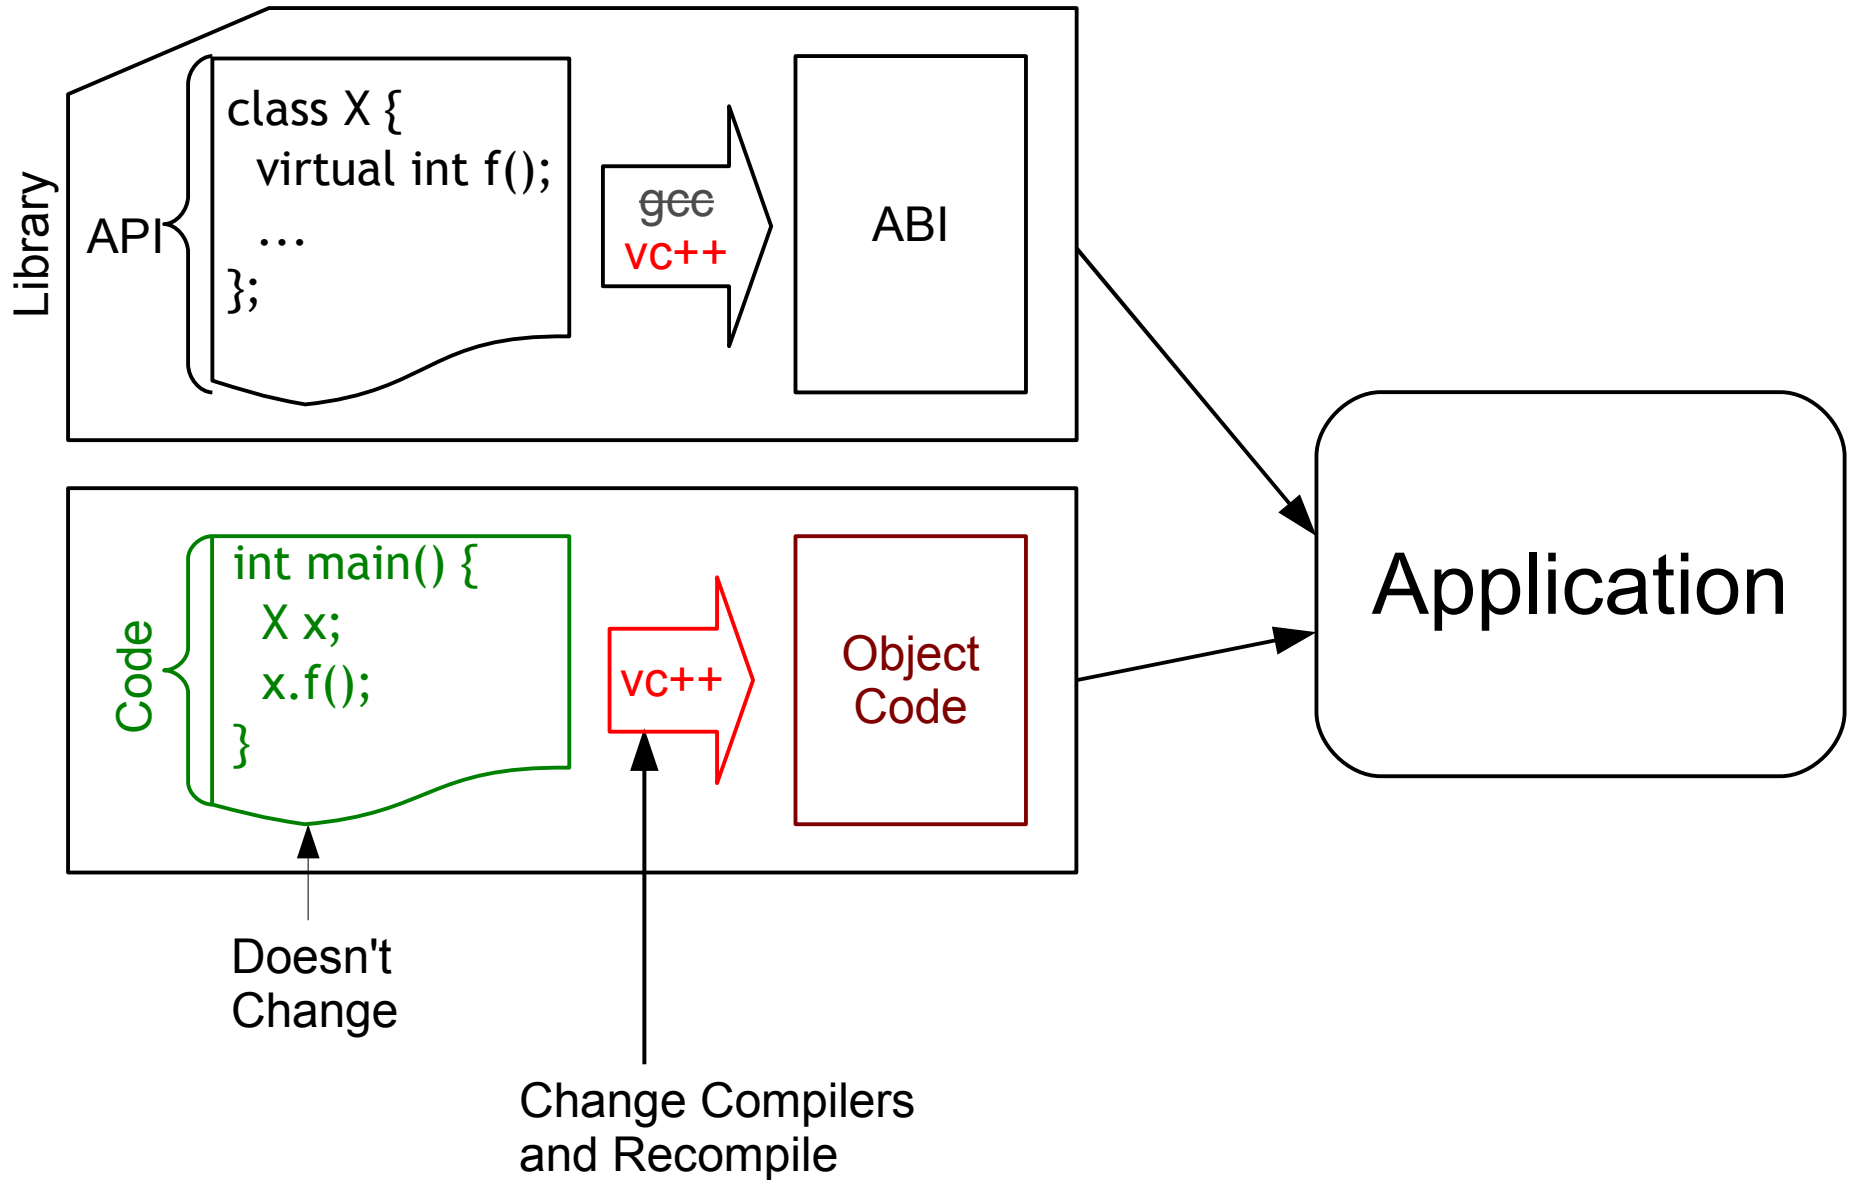 Library
API
class X {
virtual int f();
...
};
gcc
vc++
ABI
Code
int main() {
X x;
x.f();
}
vc++
Object
Code
Application
Doesn't
Change
Change Compilers
and Recompile